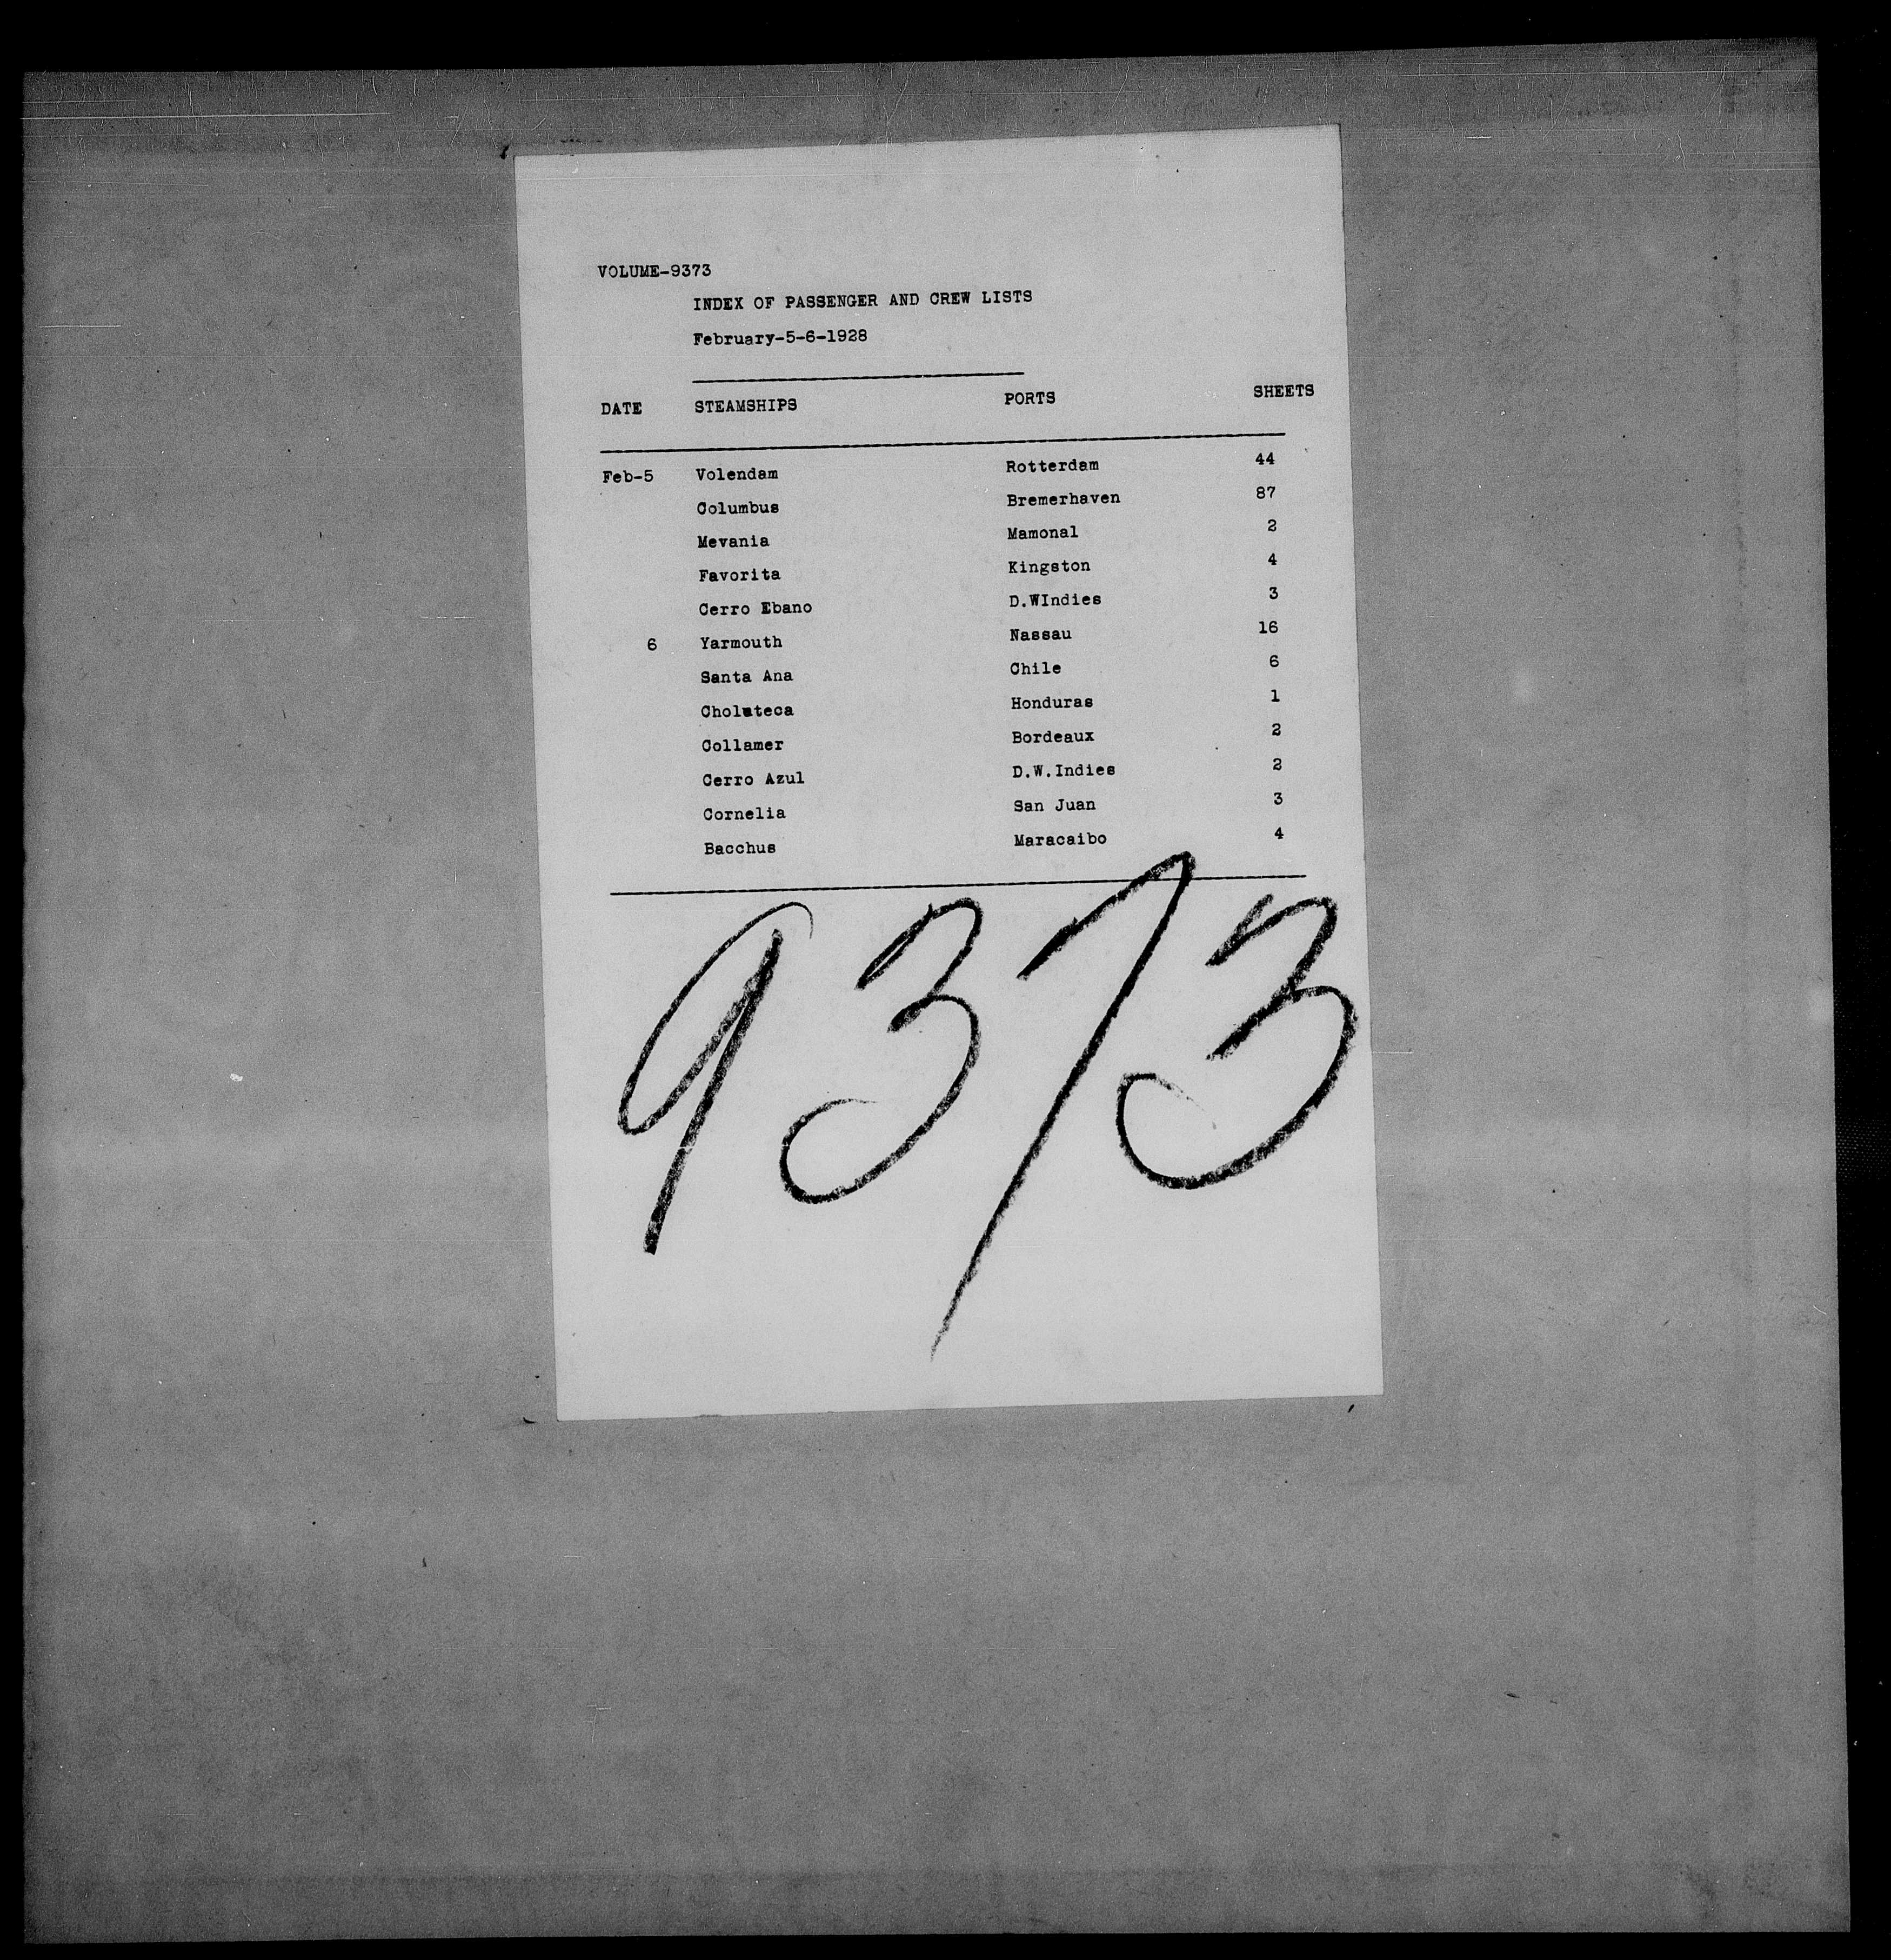 VOLUME-9373
INDEX OF PASSENGER AND CREW LISTS
February-5-6-1928
DATE STEAMSHIPS PORTS SHEETS
Feb-5 Volendam Rotterdam 44
Columbus Bremerhaven 87
Mevania Mamonal 2
Favorita Kingston 4
Cerro Ebano D.WIndies 3
6 Yarmouth Nassau 16
Santa Ana Chile 6
Choluteca Honduras 1
Collamer Bordeaux 2
Cerro Azul D.W.Indies 2
Cornelia San Juan 3
Bacchus Maracaibo 4
9373